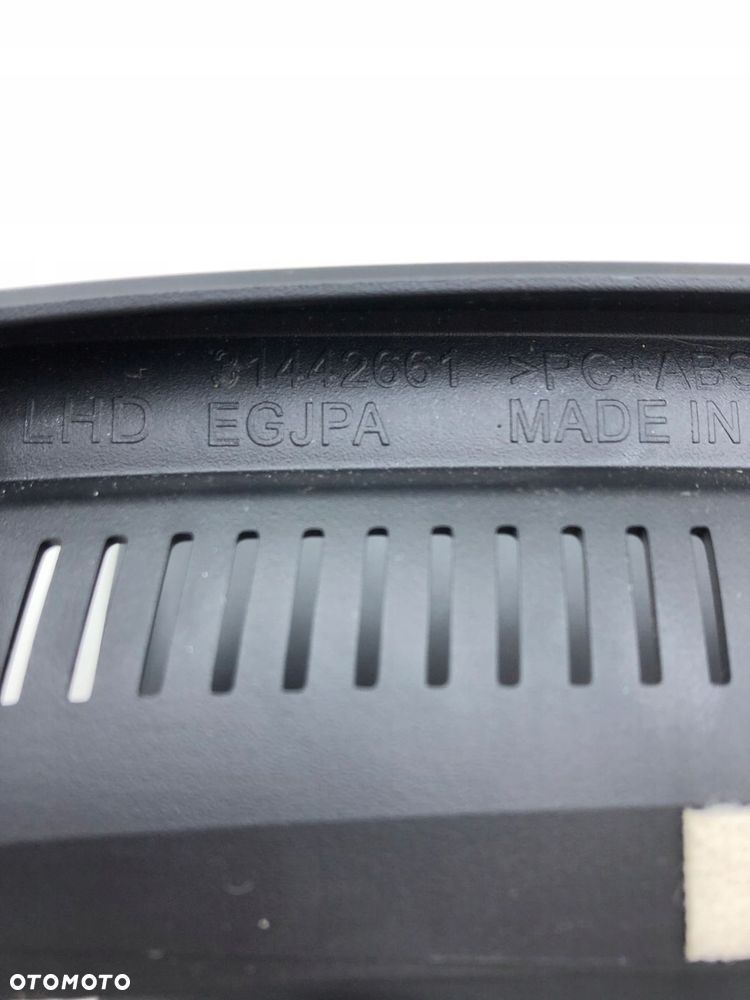 31442661 >PC+ABS
LHD EGJPA MADE IN
OTOMOTO